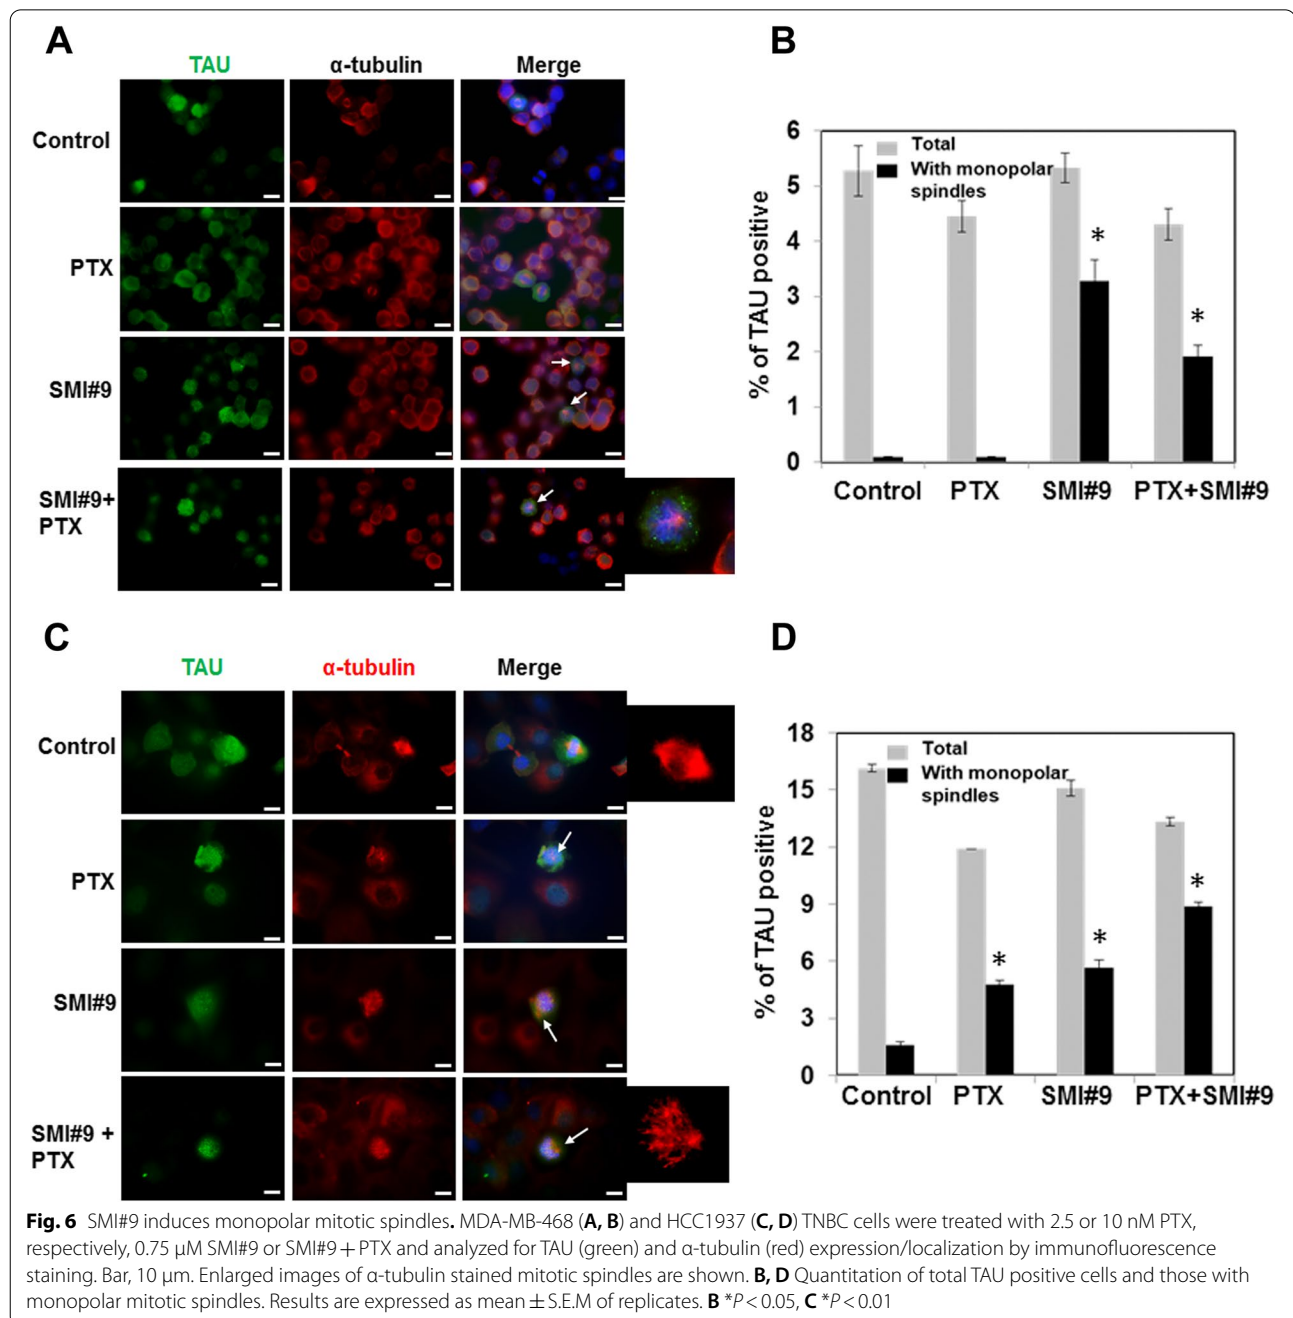 A
TAU α-tubulin Merge
Control
PTX
SMI#9
SMI#9+
PTX
B
% of TAU positive
6
5
4
3
2
1
0
Total
With monopolar
spindles
*
*
Control PTX SMI#9 PTX+SMI#9
C
TAU α-tubulin Merge
Control
PTX
SMI#9
SMI#9 +
PTX
D
% of TAU positive
18
15
12
9
6
3
0
Total
With monopolar
spindles
*
*
*
Control PTX SMI#9 PTX+SMI#9
Fig. 6 SMI#9 induces monopolar mitotic spindles. MDA-MB-468 (A, B) and HCC1937 (C, D) TNBC cells were treated with 2.5 or 10 nM PTX,
respectively, 0.75 μM SMI#9 or SMI#9 + PTX and analyzed for TAU (green) and α-tubulin (red) expression/localization by immunofluorescence
staining. Bar, 10 μm. Enlarged images of α-tubulin stained mitotic spindles are shown. B, D Quantitation of total TAU positive cells and those with
monopolar mitotic spindles. Results are expressed as mean ± S.E.M of replicates. B *P < 0.05, C *P < 0.01